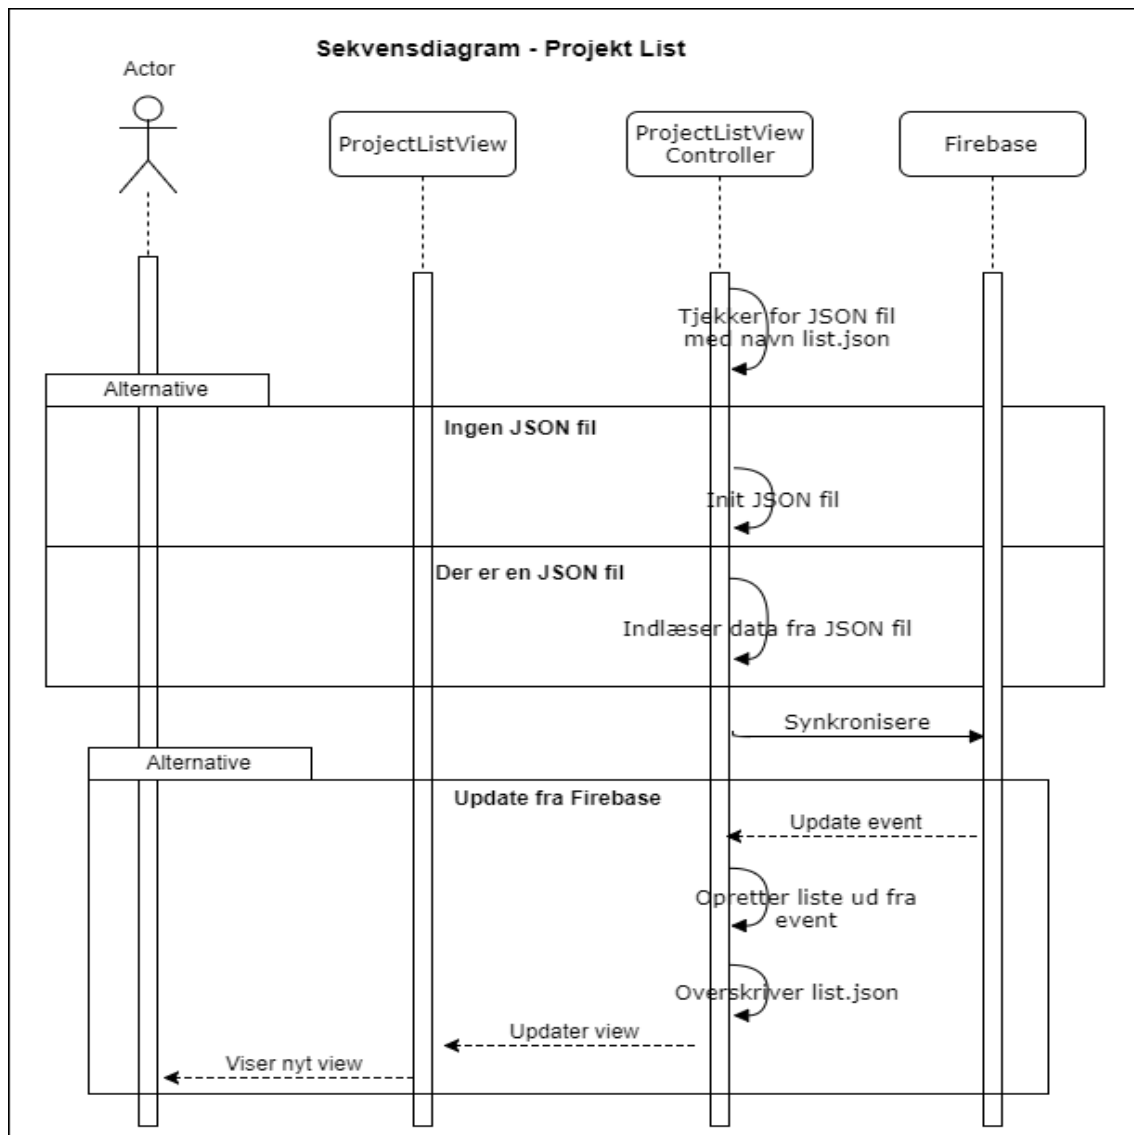 Sekvensdiagram - Projekt List
Actor
ProjectListView
ProjectListView
Controller
Firebase
Tjekker for JSON fil
med navn list.json
Alternative
Ingen JSON fil
Init JSON fil
Der er en JSON fil
Indlæser data fra JSON fil
Synkronisere
Alternative
Update fra Firebase
Update event
Opretter liste ud fra
event
Overskriver list.json
Updater view
Viser nyt view